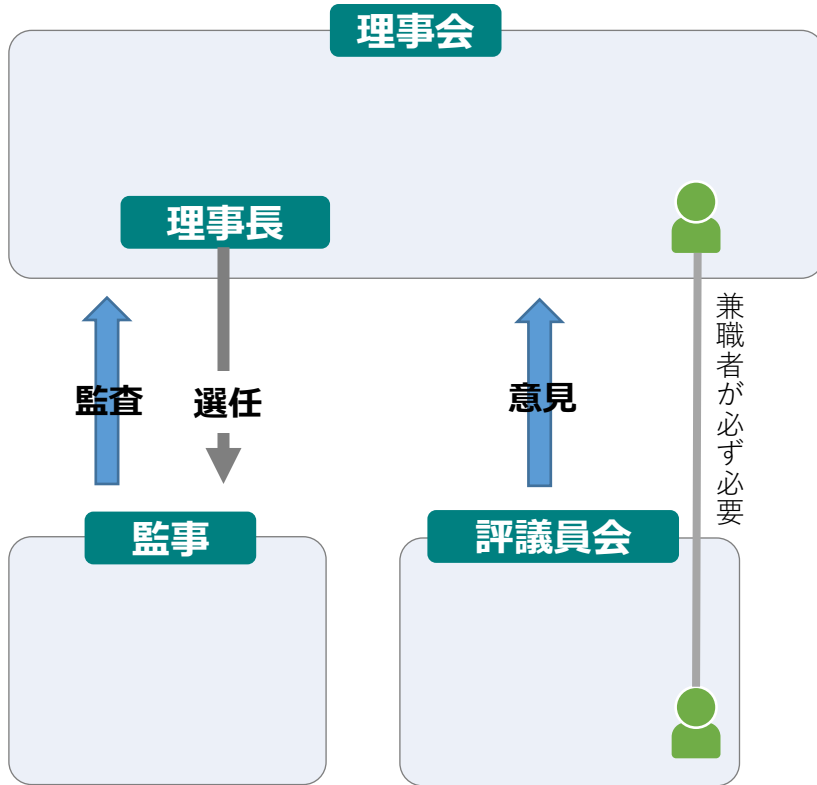 理事会
理事長
監査
選任
意見
兼職者が必ず必要
監事
評議員会